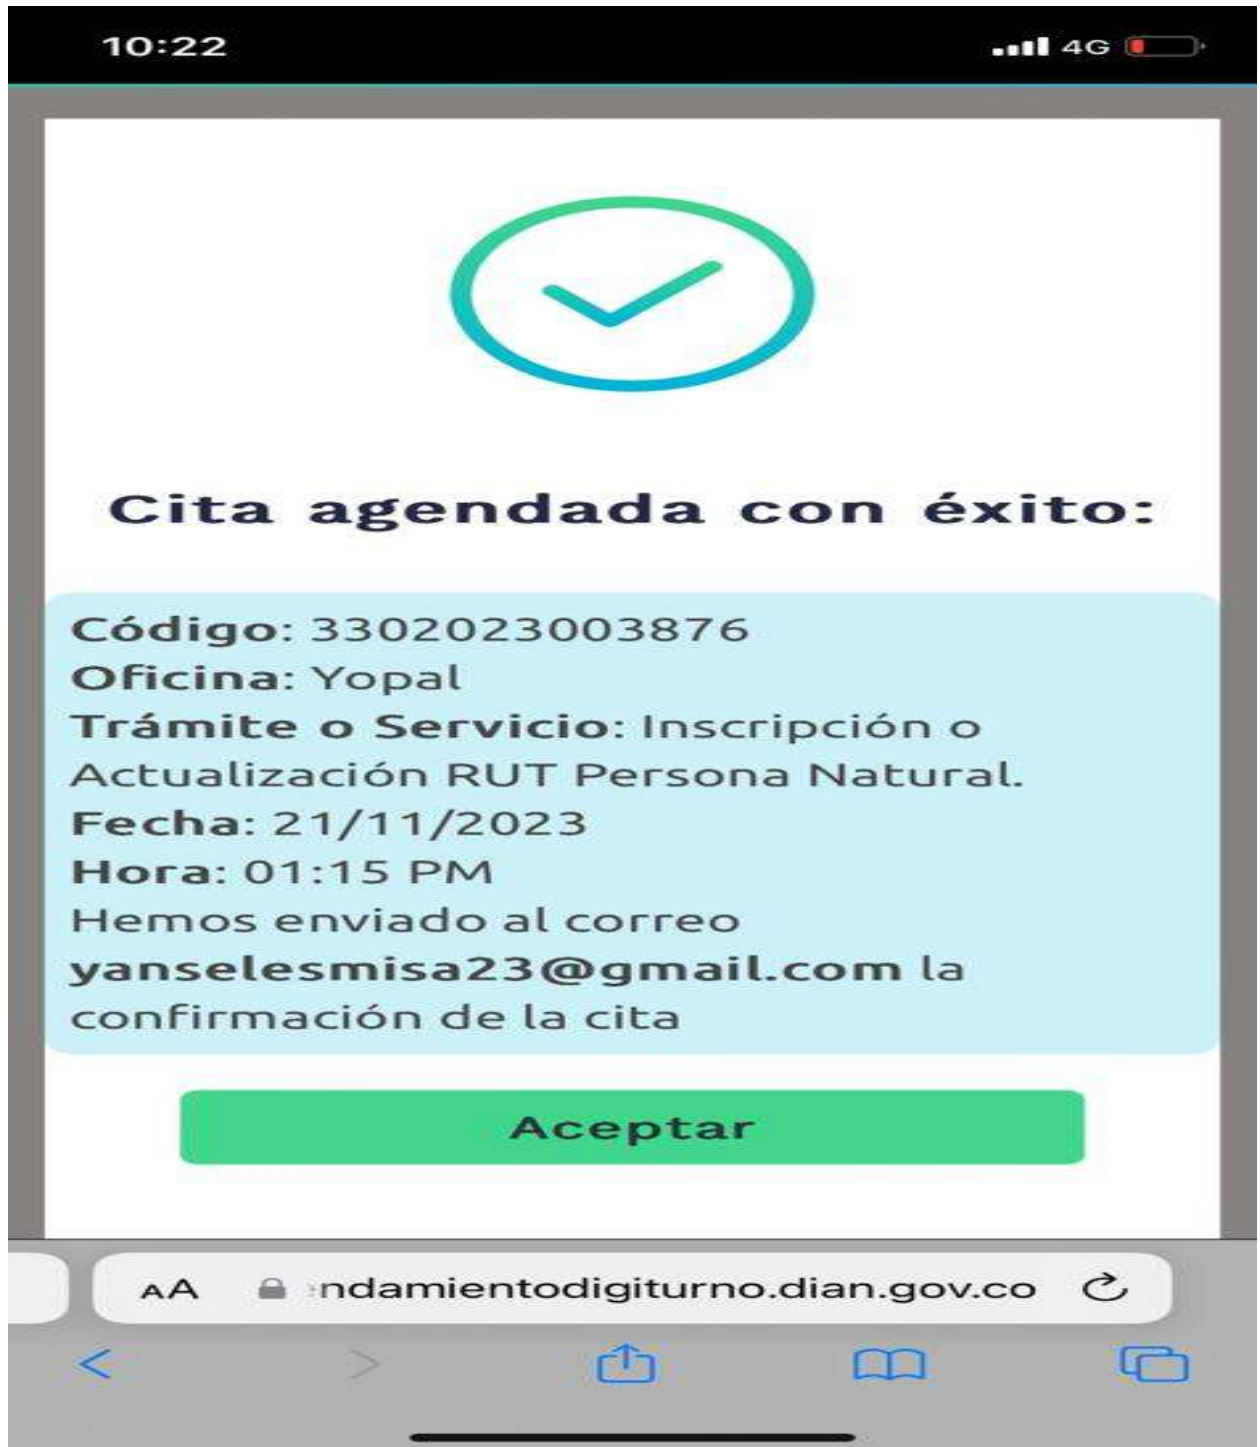 10:22
4G
Cita agendada con éxito:
Código: 3302023003876
Oficina: Yopal
Trámite o Servicio: Inscripción o
Actualización RUT Persona Natural.
Fecha: 21/11/2023
Hora: 01:15 PM
Hemos enviado al correo
yanselesmisa23@gmail.com la
confirmación de la cita
Aceptar
AA ndamientodigiturno.dian.gov.co